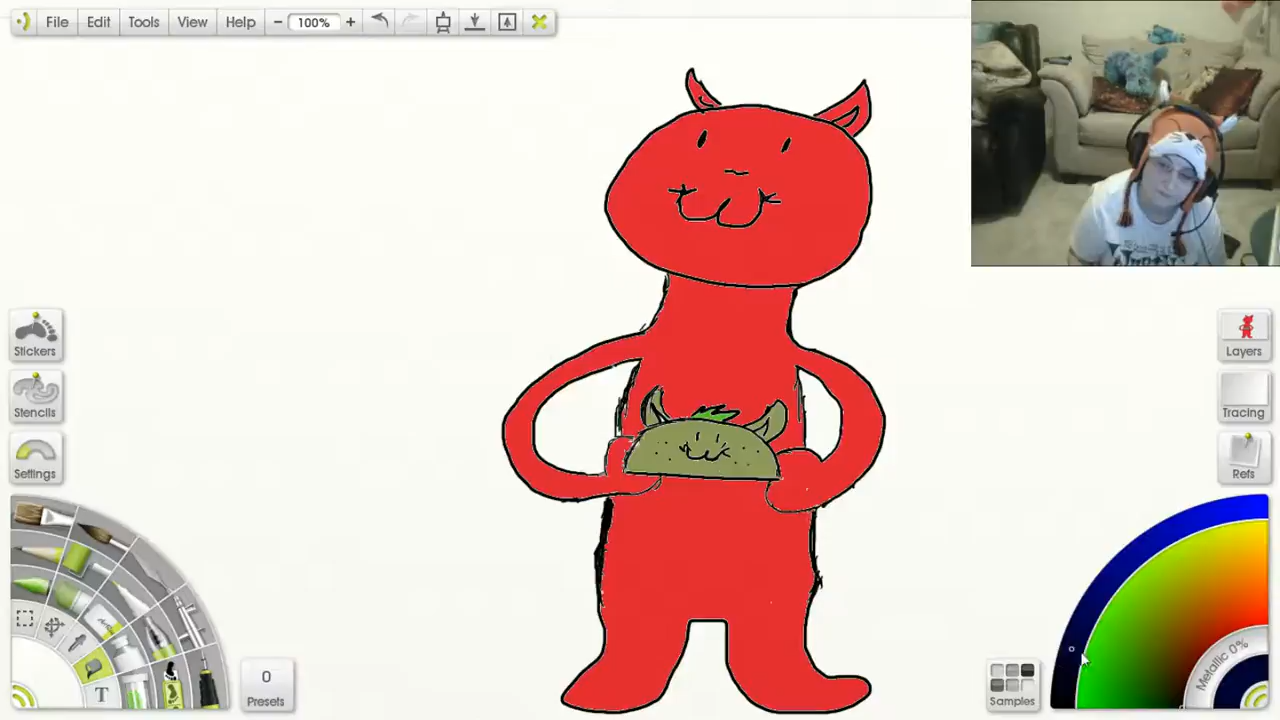 File Edit Tools View Help − 100% +
Stickers
Stencils
Settings
T
0
Presets
Layers
Tracing
Refs
Metallic 0%
Samples